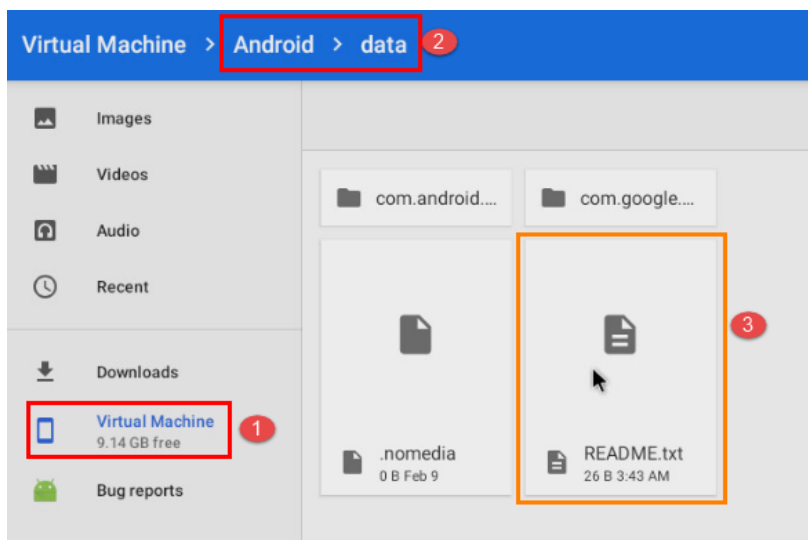 Virtual Machine > Android > data 2
Images
Videos
Audio
Recent
Downloads
Virtual Machine
9.14 GB free
1
Bug reports
com.android....
com.google....
3
.nomedia
0 B Feb 9
README.txt
26 B 3:43 AM